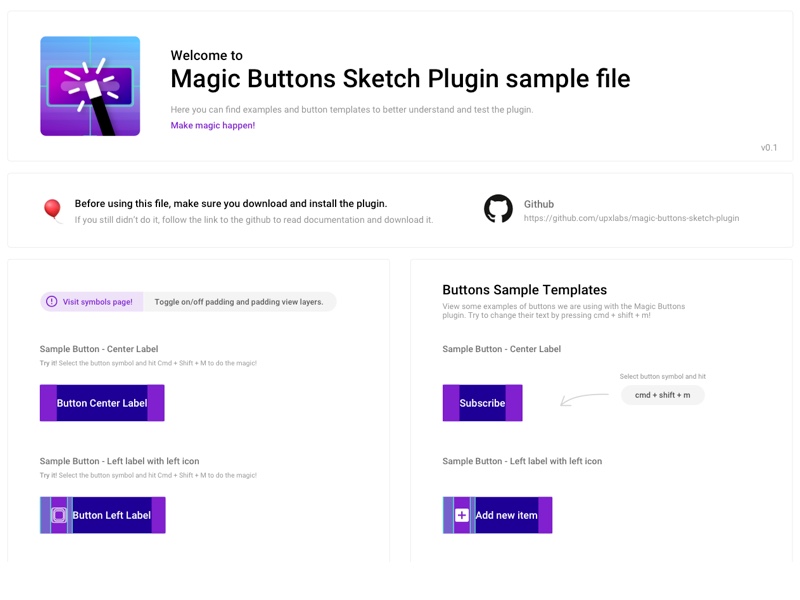 Welcome to
Magic Buttons Sketch Plugin sample file
Here you can find examples and button templates to better understand and test the plugin.
Make magic happen!
v0.1
Before using this file, make sure you download and install the plugin.
If you still didn't do it, follow the link to the github to read documentation and download it.
Github
https://github.com/upxlabs/magic-buttons-sketch-plugin
Visit symbols page!
Toggle on/off padding and padding view layers.
Sample Button - Center Label
Try it! Select the button symbol and hit Cmd + Shift + M to do the magic!
Button Center Label
Sample Button - Left label with left icon
Try it! Select the button symbol and hit Cmd + Shift + M to do the magic!
Button Left Label
Buttons Sample Templates
View some examples of buttons we are using with the Magic Buttons
plugin. Try to change their text by pressing cmd + shift + m!
Sample Button - Center Label
Select button symbol and hit
cmd + shift + m
Subscribe
Sample Button - Left label with left icon
Add new item